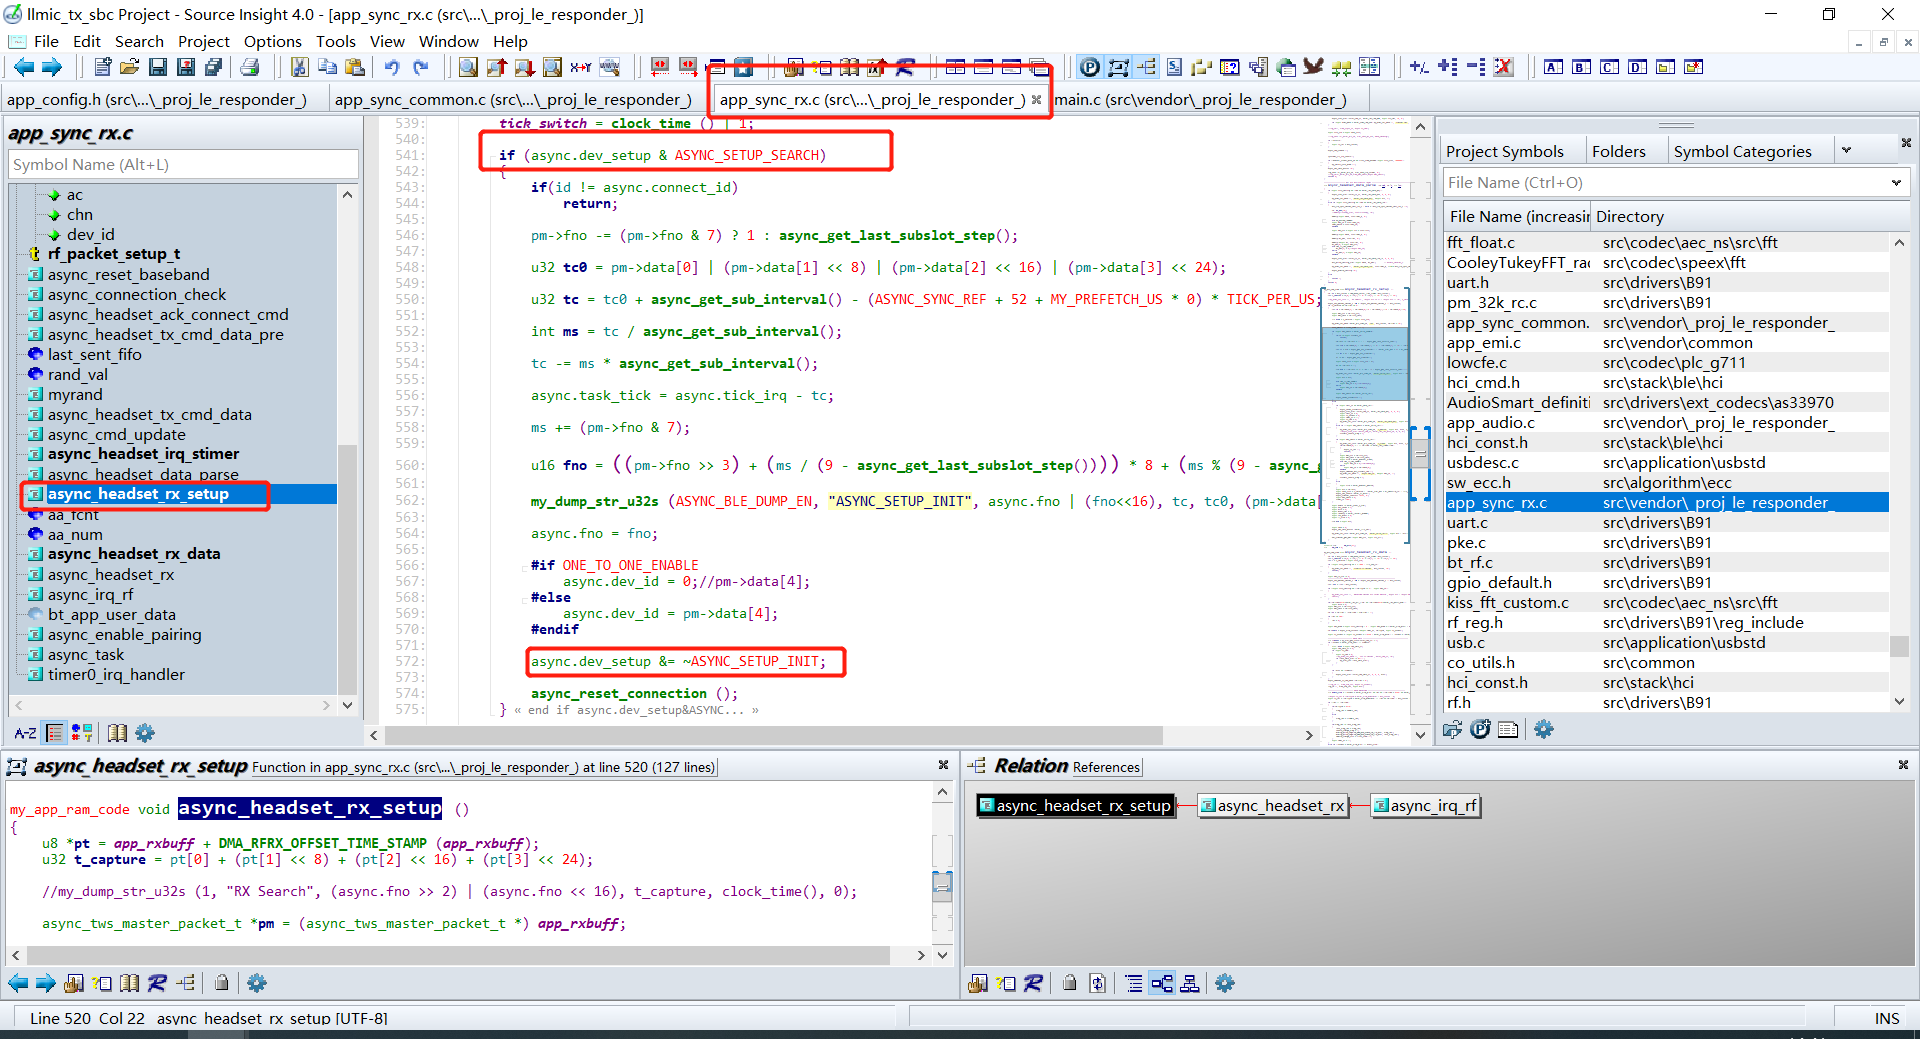 llmic_tx_sbc Project - Source Insight 4.0 - [app_sync_rx.c (src\...\_proj_le_responder_)]
File Edit Search Project Options Tools View Window Help
app_config.h (src\...\_proj_le_responder_)
app_sync_common.c (src\...\_proj_le_responder_)
app_sync_rx.c (src\...\_proj_le_responder_)
main.c (src\vendor\_proj_le_responder_)
app_sync_rx.c
Symbol Name (Alt+L)
ac
chn
dev_id
rf_packet_setup_t
async_reset_baseband
async_connection_check
async_headset_ack_connect_cmd
async_headset_tx_cmd_data_pre
last_sent_fifo
rand_val
myrand
async_headset_tx_cmd_data
async_cmd_update
async_headset_irq_stimer
async_headset_data_parse
async_headset_rx_setup
aa_fcnt
aa_num
async_headset_rx_data
async_headset_rx
async_irq_rf
bt_app_user_data
async_enable_pairing
async_task
timer0_irq_handler
A-Z
539: tick_switch = clock_time () | 1;
540:
541: if (async.dev_setup & ASYNC_SETUP_SEARCH)
542: {
543: if(id != async.connect_id)
544: return;
545:
546: pm->fno -= (pm->fno & 7) ? 1 : async_get_last_subslot_step();
547:
548: u32 tc0 = pm->data[0] | (pm->data[1] << 8) | (pm->data[2] << 16) | (pm->data[3] << 24);
549:
550: u32 tc = tc0 + async_get_sub_interval() - (ASYNC_SYNC_REF + 52 + MY_PREFETCH_US * 0) * TICK_PER_US;
551:
552: int ms = tc / async_get_sub_interval();
553:
554: tc -= ms * async_get_sub_interval();
555:
556: async.task_tick = async.tick_irq - tc;
557:
558: ms += (pm->fno & 7);
559:
560: u16 fno = ((pm->fno >> 3) + (ms / (9 - async_get_last_subslot_step()))) * 8 + (ms % (9 - async_g
561:
562: my_dump_str_u32s (ASYNC_BLE_DUMP_EN, "ASYNC_SETUP_INIT", async.fno | (fno<<16), tc, tc0, (pm->data[
563:
564: async.fno = fno;
565:
566: #if ONE_TO_ONE_ENABLE
567: async.dev_id = 0;//pm->data[4];
568: #else
569: async.dev_id = pm->data[4];
570: #endif
571:
572: async.dev_setup &= ~ASYNC_SETUP_INIT;
573:
574: async_reset_connection ();
575: } « end if async.dev_setup&ASYNC... »
Project Symbols Folders Symbol Categories
File Name (Ctrl+O)
File Name (increasin Directory
fft_float.c src\codec\aec_ns\src\fft
CooleyTukeyFFT_rac src\codec\speex\fft
uart.h src\drivers\B91
pm_32k_rc.c src\drivers\B91
app_sync_common. src\vendor\_proj_le_responder_
app_emi.c src\vendor\common
lowcfe.c src\codec\plc_g711
hci_cmd.h src\stack\ble\hci
AudioSmart_definiti src\drivers\ext_codecs\as33970
app_audio.c src\vendor\_proj_le_responder_
hci_const.h src\stack\ble\hci
usbdesc.c src\application\usbstd
sw_ecc.h src\algorithm\ecc
app_sync_rx.c src\vendor\_proj_le_responder_
uart.c src\drivers\B91
pke.c src\drivers\B91
bt_rf.c src\drivers\B91
gpio_default.h src\drivers\B91
kiss_fft_custom.c src\codec\aec_ns\src\fft
rf_reg.h src\drivers\B91\reg_include
usb.c src\application\usbstd
co_utils.h src\common
hci_const.h src\stack\hci
rf.h src\drivers\B91
async_headset_rx_setup Function in app_sync_rx.c (src\...\_proj_le_responder_) at line 520 (127 lines)
my_app_ram_code void async_headset_rx_setup ()
{
u8 *pt = app_rxbuff + DMA_RFRX_OFFSET_TIME_STAMP (app_rxbuff);
u32 t_capture = pt[0] + (pt[1] << 8) + (pt[2] << 16) + (pt[3] << 24);
//my_dump_str_u32s (1, "RX Search", (async.fno >> 2) | (async.fno << 16), t_capture, clock_time(), 0);
async_tws_master_packet_t *pm = (async_tws_master_packet_t *) app_rxbuff;
Relation References
async_headset_rx_setup async_headset_rx async_irq_rf
Line 520 Col 22 async_headset_rx_setup [UTF-8]
INS